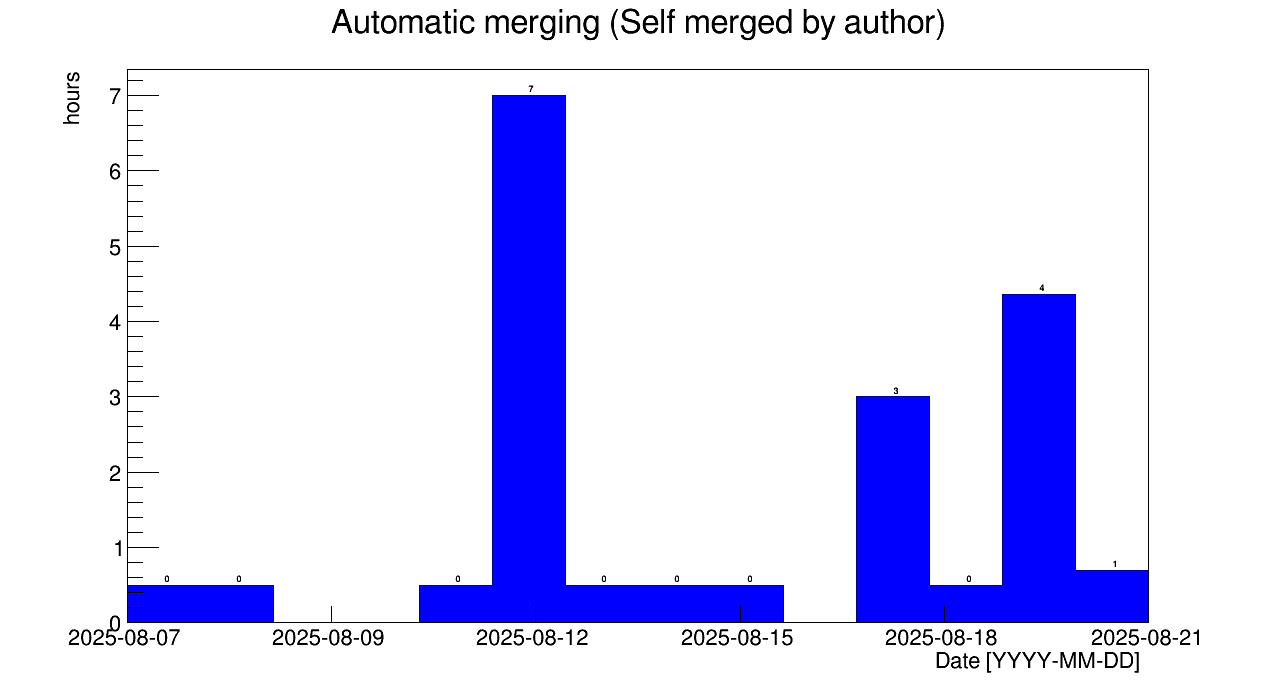 Automatic merging (Self merged by author)
hours
7
6
5
4
3
2
1
0
0 0 0 7 0 0 0 3 0 4 1
2025-08-07 2025-08-09 2025-08-12 2025-08-15 2025-08-18 2025-08-21
Date [YYYY-MM-DD]